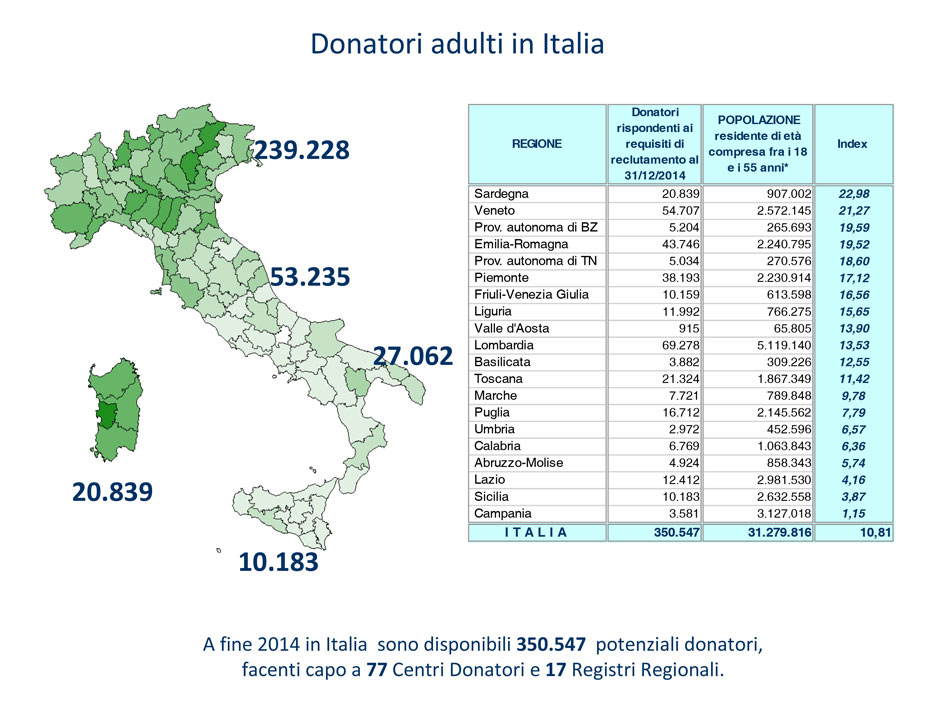 Donatori adulti in Italia
239.228
53.235
27.062
20.839
10.183
REGIONE
Donatori
rispondenti ai
requisiti di
reclutamento al
31/12/2014
POPOLAZIONE
residente di età
compresa fra i 18
e i 55 anni*
Index
Sardegna 20.839 907.002 22,98
Veneto 54.707 2.572.145 21,27
Prov. autonoma di BZ 5.204 265.693 19,59
Emilia-Romagna 43.746 2.240.795 19,52
Prov. autonoma di TN 5.034 270.576 18,60
Piemonte 38.193 2.230.914 17,12
Friuli-Venezia Giulia 10.159 613.598 16,56
Liguria 11.992 766.275 15,65
Valle d'Aosta 915 65.805 13,90
Lombardia 69.278 5.119.140 13,53
Basilicata 3.882 309.226 12,55
Toscana 21.324 1.867.349 11,42
Marche 7.721 789.848 9,78
Puglia 16.712 2.145.562 7,79
Umbria 2.972 452.596 6,57
Calabria 6.769 1.063.843 6,36
Abruzzo-Molise 4.924 858.343 5,74
Lazio 12.412 2.981.530 4,16
Sicilia 10.183 2.632.558 3,87
Campania 3.581 3.127.018 1,15
I T A L I A 350.547 31.279.816 10,81
A fine 2014 in Italia sono disponibili 350.547 potenziali donatori,
facenti capo a 77 Centri Donatori e 17 Registri Regionali.